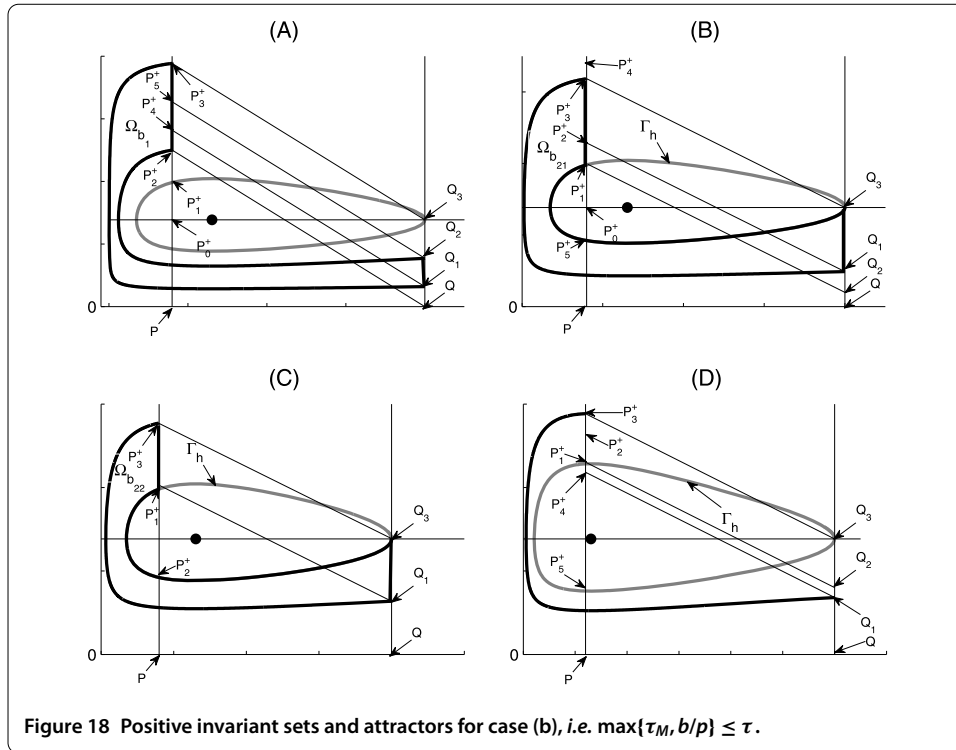 (A)
P₅⁺
P₄⁺
P₃⁺
Ω_b₁
P₂⁺
P₁⁺
P₀⁺
Q₃
Q₂
Q₁
Q
0
P
(B)
P₄⁺
P₃⁺
P₂⁺
Γ_h
Ω_b₂₁
P₁⁺
P₀⁺
P₅⁺
Q₃
Q₁
Q₂
Q
0
P
(C)
P₃⁺
Γ_h
Ω_b₂₂
P₁⁺
P₂⁺
Q₃
Q₁
Q
0
P
(D)
P₃⁺
P₂⁺
P₁⁺
P₄⁺
Γ_h
P₅⁺
Q₃
Q₂
Q₁
Q
0
P
Figure 18 Positive invariant sets and attractors for case (b), i.e. max{τ_M, b/p} ≤ τ.